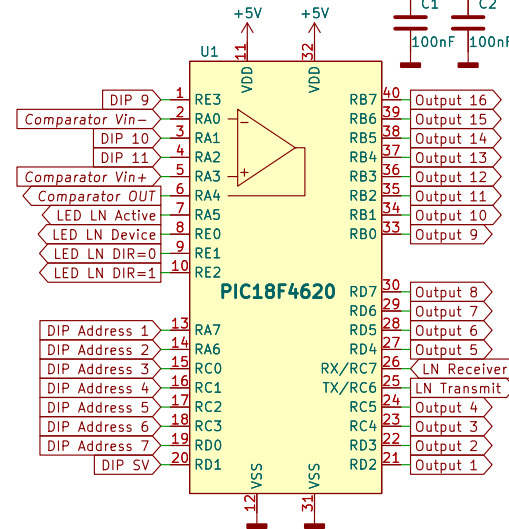 C1 C2
+5V +5V
100nF 100nF
U1
11 VDD 32 VDD
DIP 9 1 RE3 RB7 40 Output 16
Comparator Vin- 2 RA0 RB6 39 Output 15
DIP 10 3 RA1 RB5 38 Output 14
DIP 11 4 RA2 RB4 37 Output 13
Comparator Vin+ 5 RA3 RB3 36 Output 12
Comparator OUT 6 RA4 RB2 35 Output 11
LED LN Active 7 RA5 RB1 34 Output 10
LED LN Device 8 RE0 RB0 33 Output 9
LED LN DIR=0 9 RE1
LED LN DIR=1 10 RE2
PIC18F4620
RD7 30 Output 8
RD6 29 Output 7
DIP Address 1 13 RA7 RD5 28 Output 6
DIP Address 2 14 RA6 RD4 27 Output 5
DIP Address 3 15 RC0 RX/RC7 26 LN Receiver
DIP Address 4 16 RC1 TX/RC6 25 LN Transmit
DIP Address 5 17 RC2 RC5 24 Output 4
DIP Address 6 18 RC3 RC4 23 Output 3
DIP Address 7 19 RD0 RD3 22 Output 2
DIP SV 20 RD1 RD2 21 Output 1
VSS 12 VSS 31